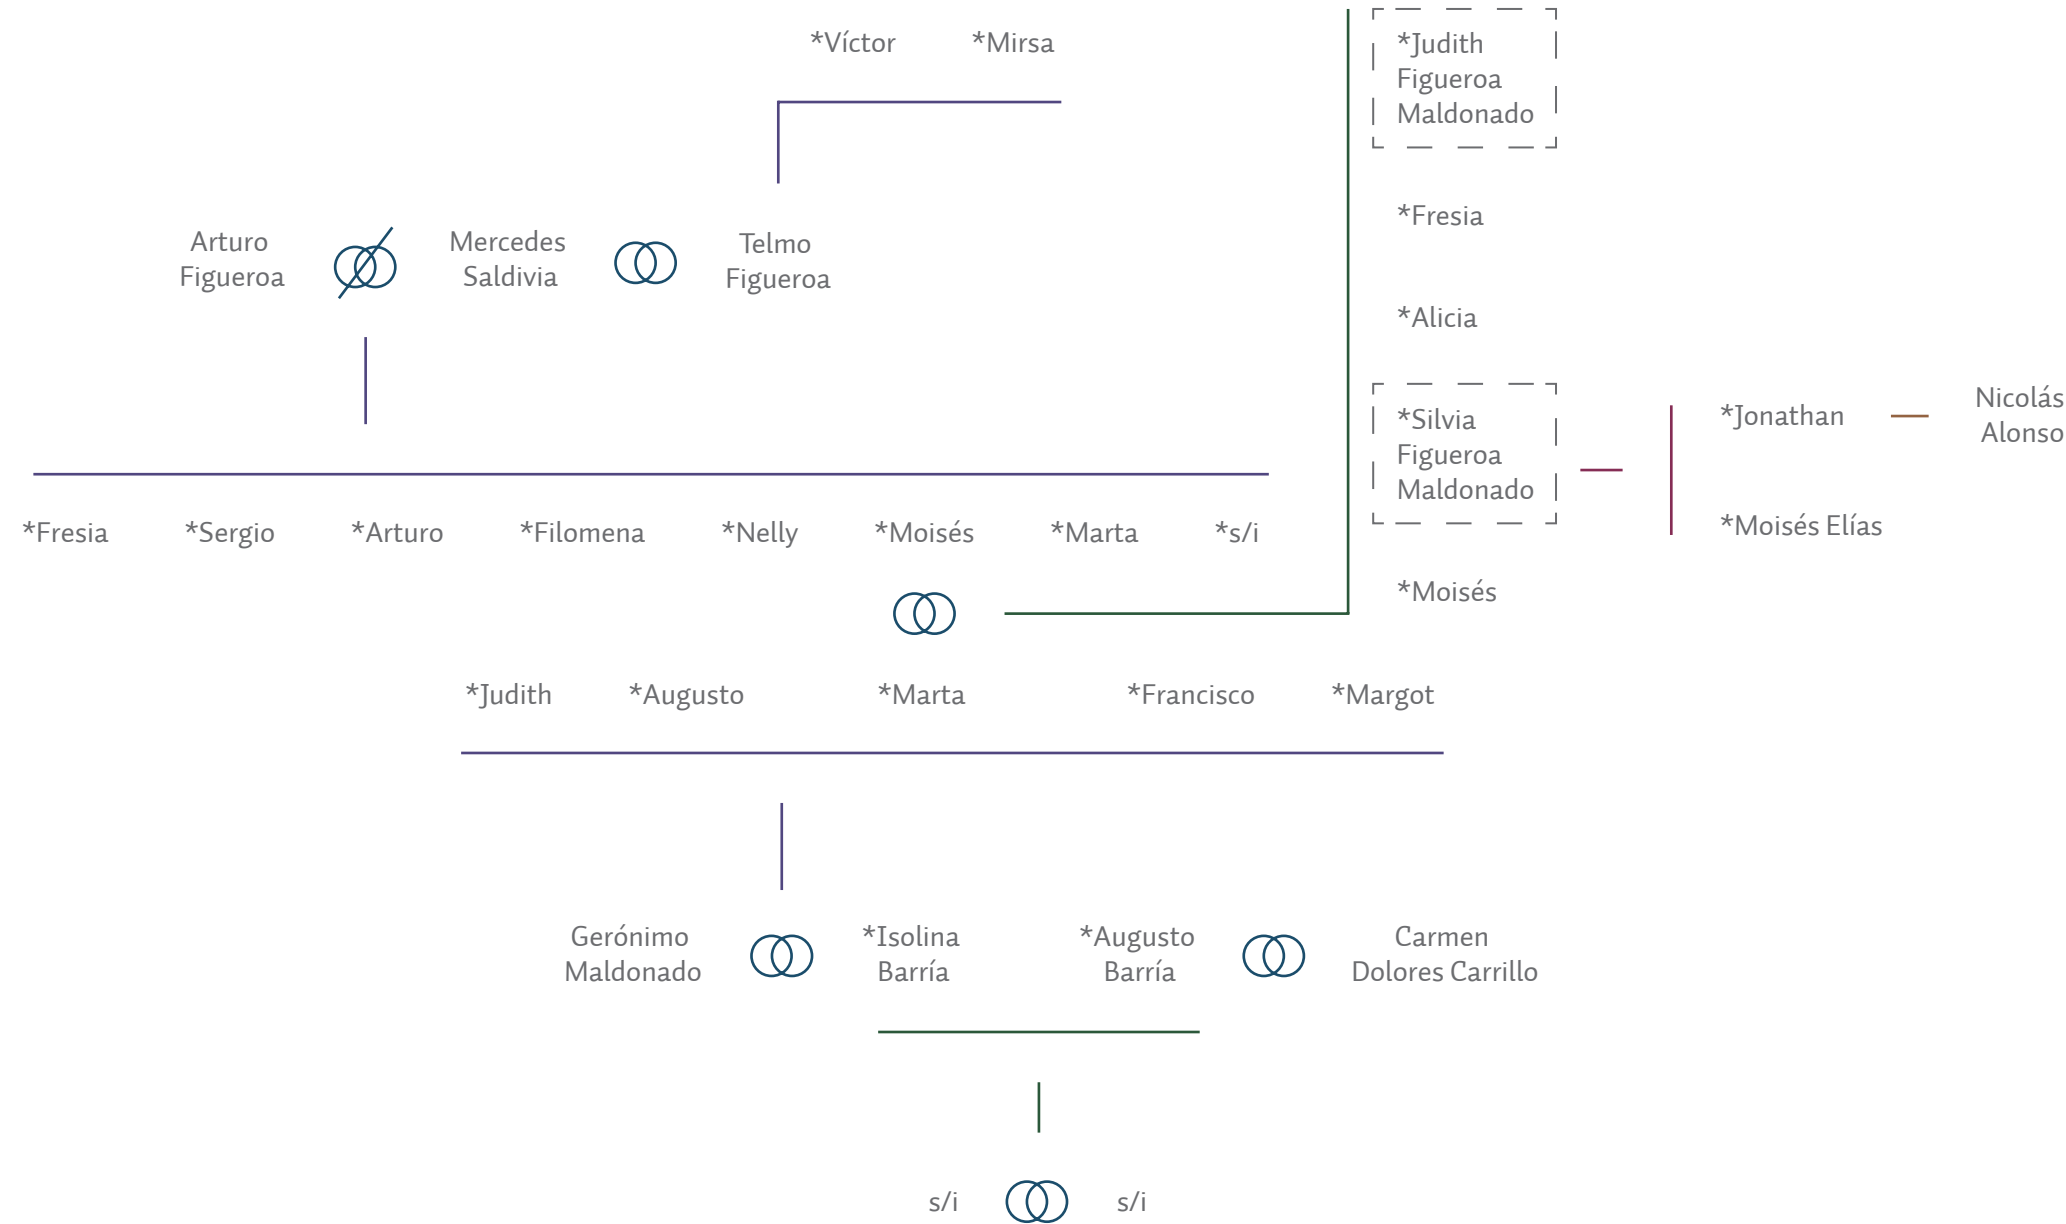 *Víctor
*Mirsa
*Judith
Figueroa
Maldonado
*Fresia
Arturo
Figueroa
Mercedes
Saldivia
Telmo
Figueroa
*Alicia
*Silvia
Figueroa
Maldonado
*Jonathan
Nicolás
Alonso
*Moisés Elías
*Fresia
*Sergio
*Arturo
*Filomena
*Nelly
*Moisés
*Marta
*s/i
*Moisés
*Judith
*Augusto
*Marta
*Francisco
*Margot
Gerónimo
Maldonado
*Isolina
Barría
*Augusto
Barría
Carmen
Dolores Carrillo
s/i
s/i